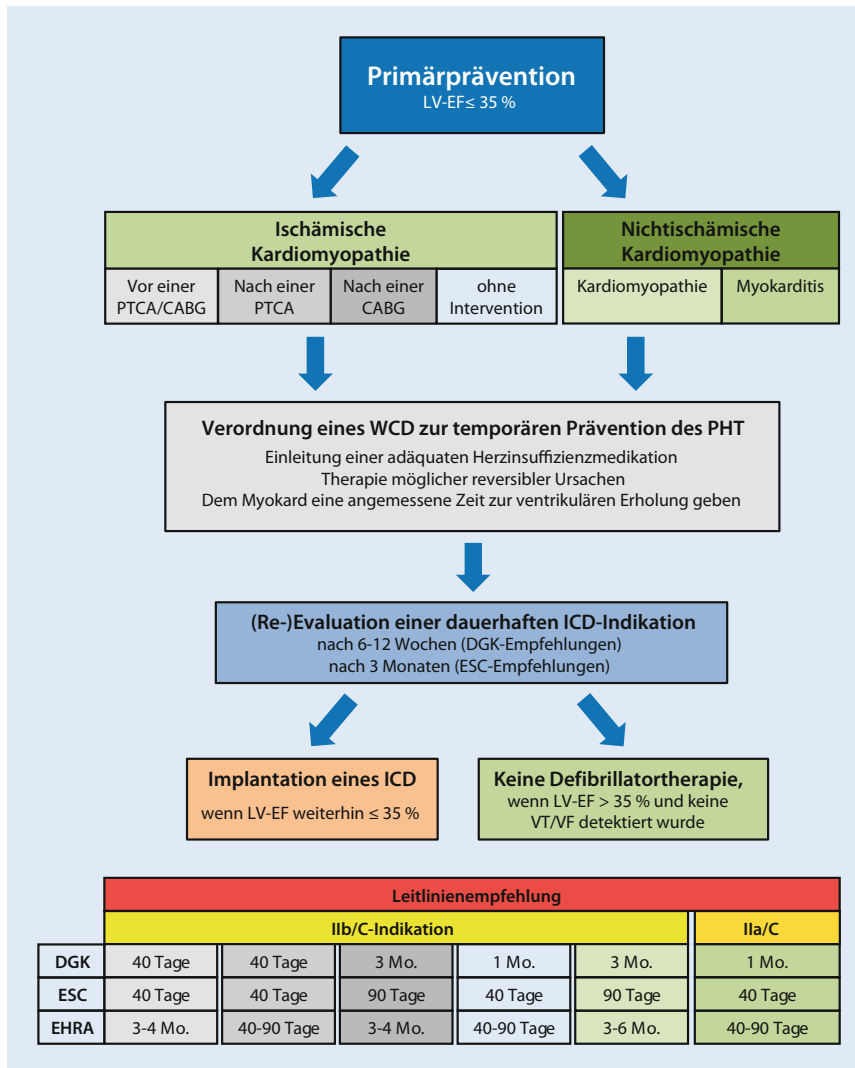 Primärprävention
LV-EF≤ 35 %
Ischämische
Kardiomyopathie
Nichtischämische
Kardiomyopathie
Vor einer
PTCA/CABG
Nach einer
PTCA
Nach einer
CABG
ohne
Intervention
Kardiomyopathie
Myokarditis
Verordnung eines WCD zur temporären Prävention des PHT
Einleitung einer adäquaten Herzinsuffizienzmedikation
Therapie möglicher reversibler Ursachen
Dem Myokard eine angemessene Zeit zur ventrikulären Erholung geben
(Re-)Evaluation einer dauerhaften ICD-Indikation
nach 6-12 Wochen (DGK-Empfehlungen)
nach 3 Monaten (ESC-Empfehlungen)
Implantation eines ICD
wenn LV-EF weiterhin ≤ 35 %
Keine Defibrillatortherapie,
wenn LV-EF > 35 % und keine
VT/VF detektiert wurde
Leitlinienempfehlung
IIb/C-Indikation IIa/C
DGK 40 Tage 40 Tage 3 Mo. 1 Mo. 3 Mo. 1 Mo.
ESC 40 Tage 40 Tage 90 Tage 40 Tage 90 Tage 40 Tage
EHRA 3-4 Mo. 40-90 Tage 3-4 Mo. 40-90 Tage 3-6 Mo. 40-90 Tage